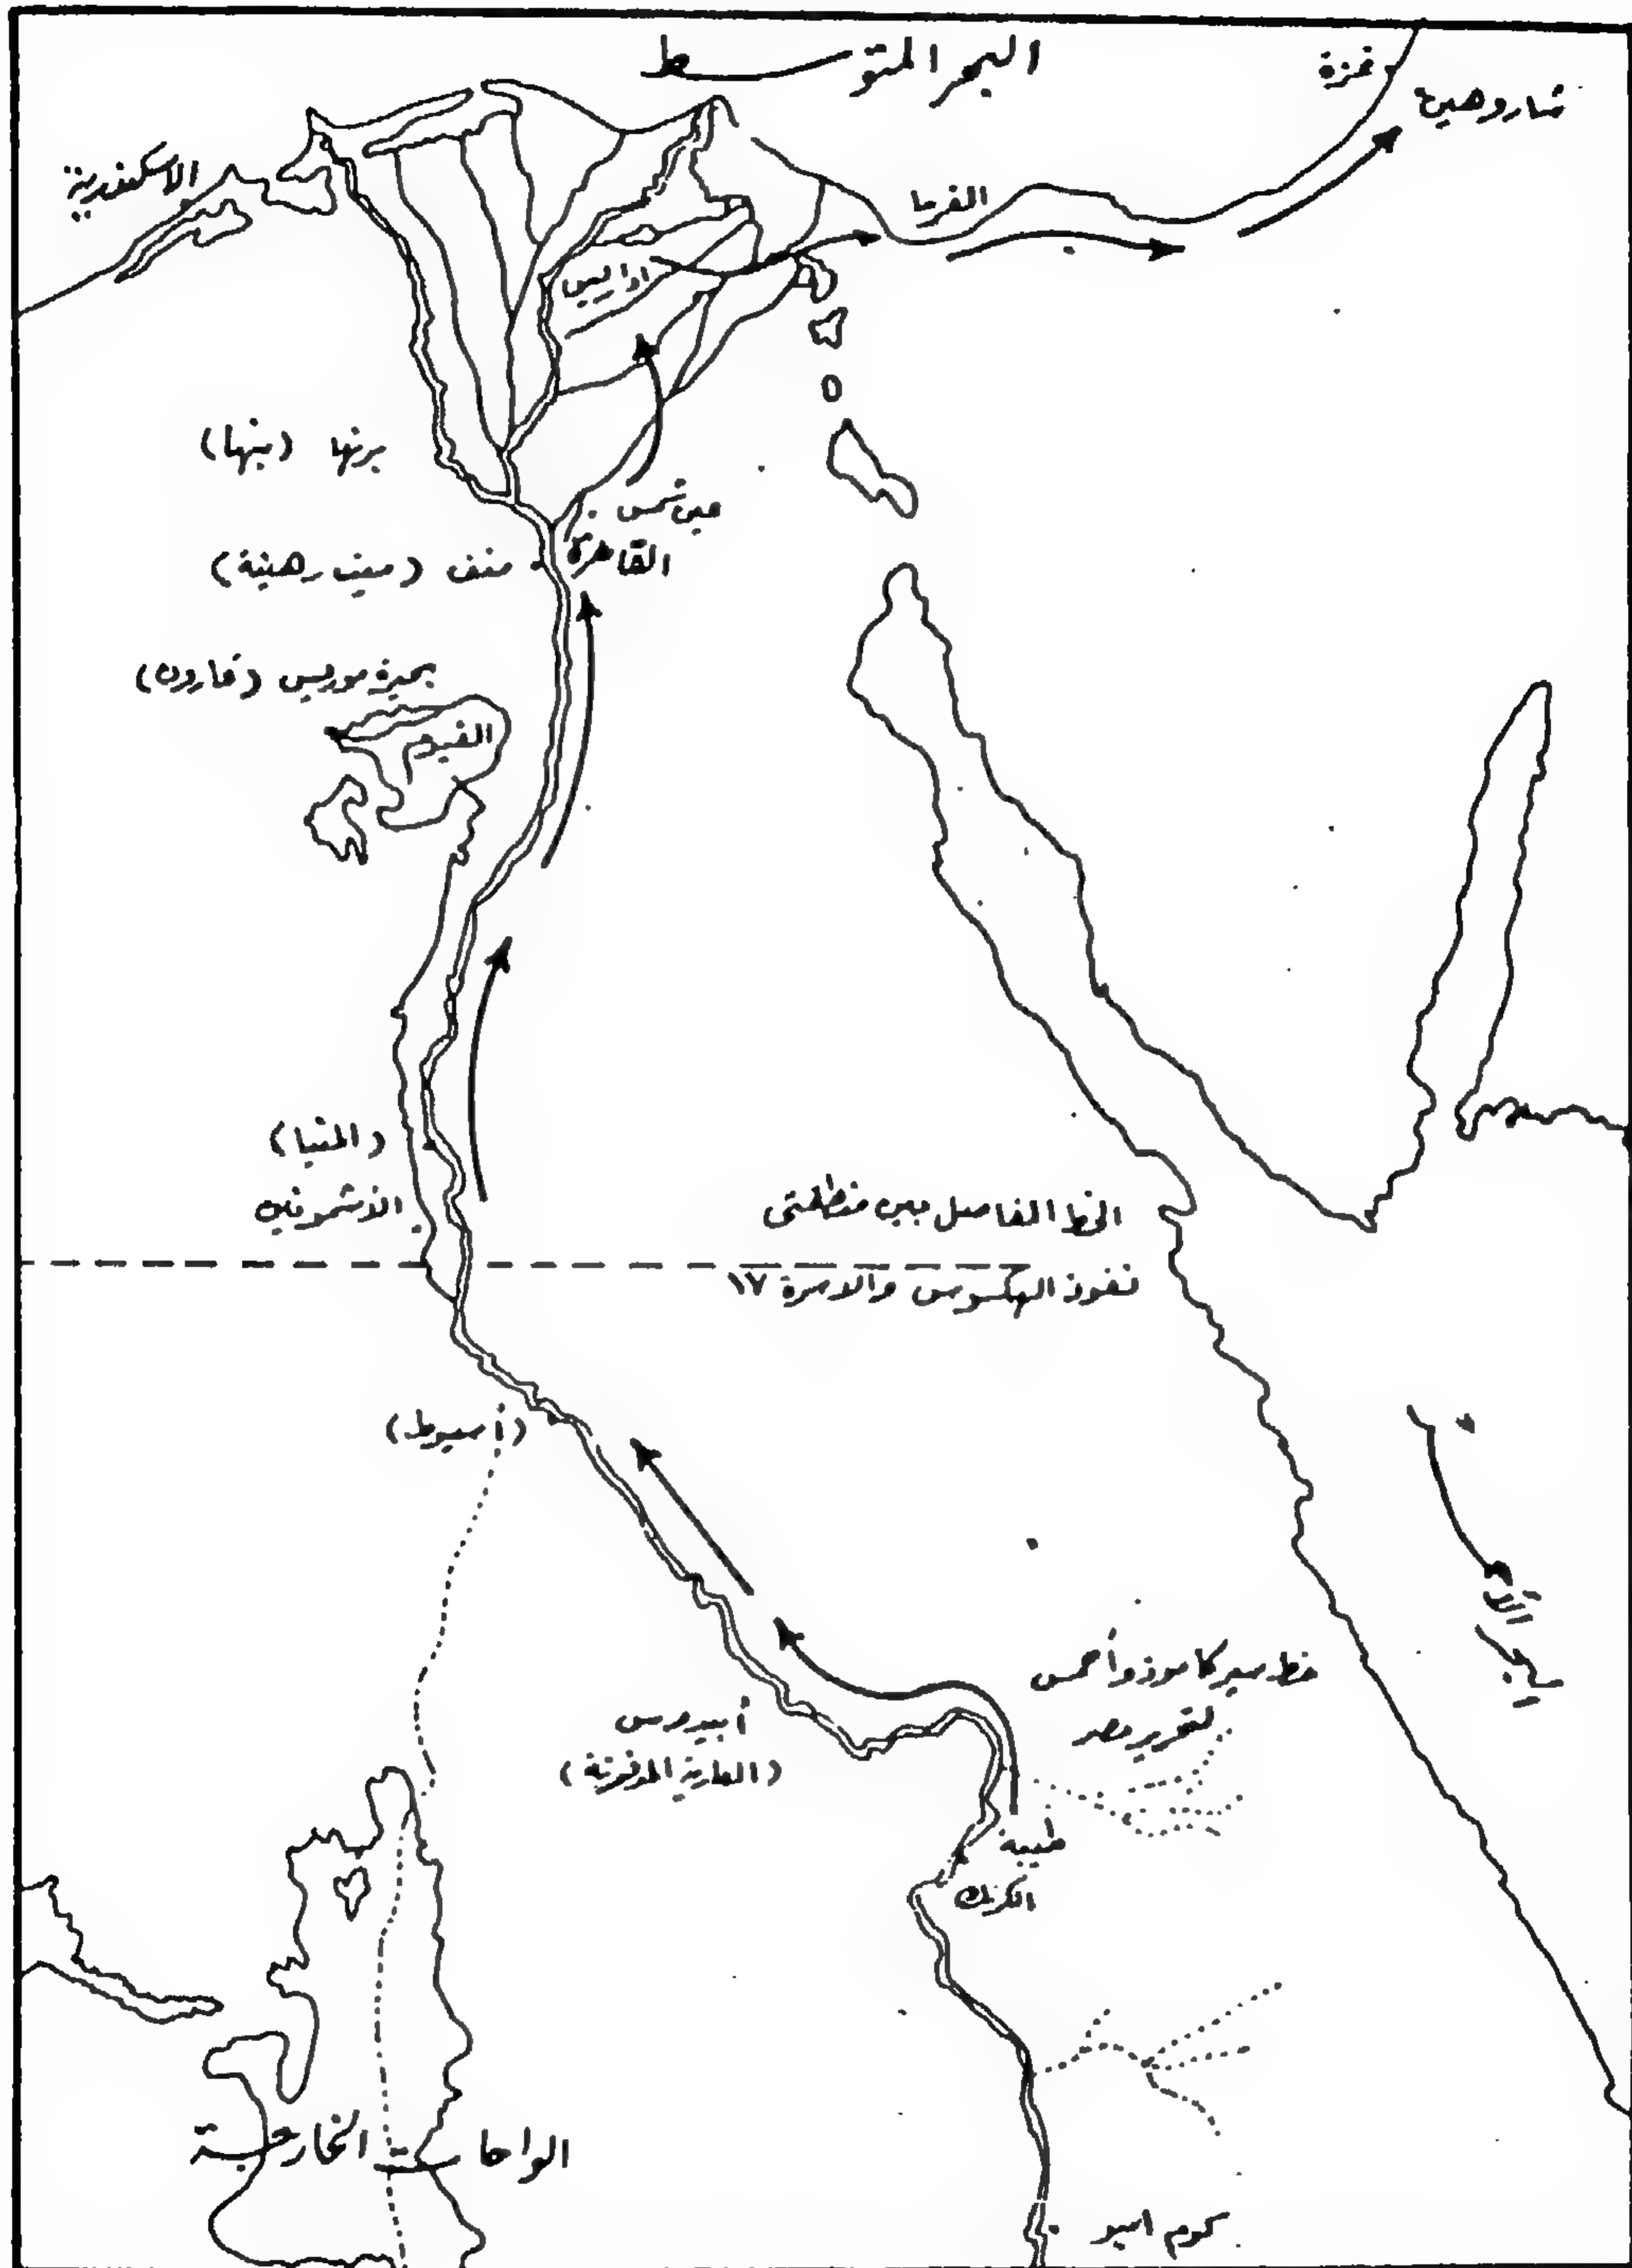 البحر المتوسط
غزة
شاروهين
الاسكندرية
الفرما
اواريس
برنها (بنها)
عين شمس
القاهرة
منف (ميت رهينة)
بحيرة موريس (قارون)
الفيوم
(المنيا)
الأشمونين
الخط الفاصل بين منطقتى
نفوذ الهكسوس والاسرة ١٧
(أسيوط)
خط سير كاموز وأحمس
لتحرير مصر
أبيدوس
(العرابة المدفونة)
طيبة
الكرنك
الواحات الخارجة
كوم امبو